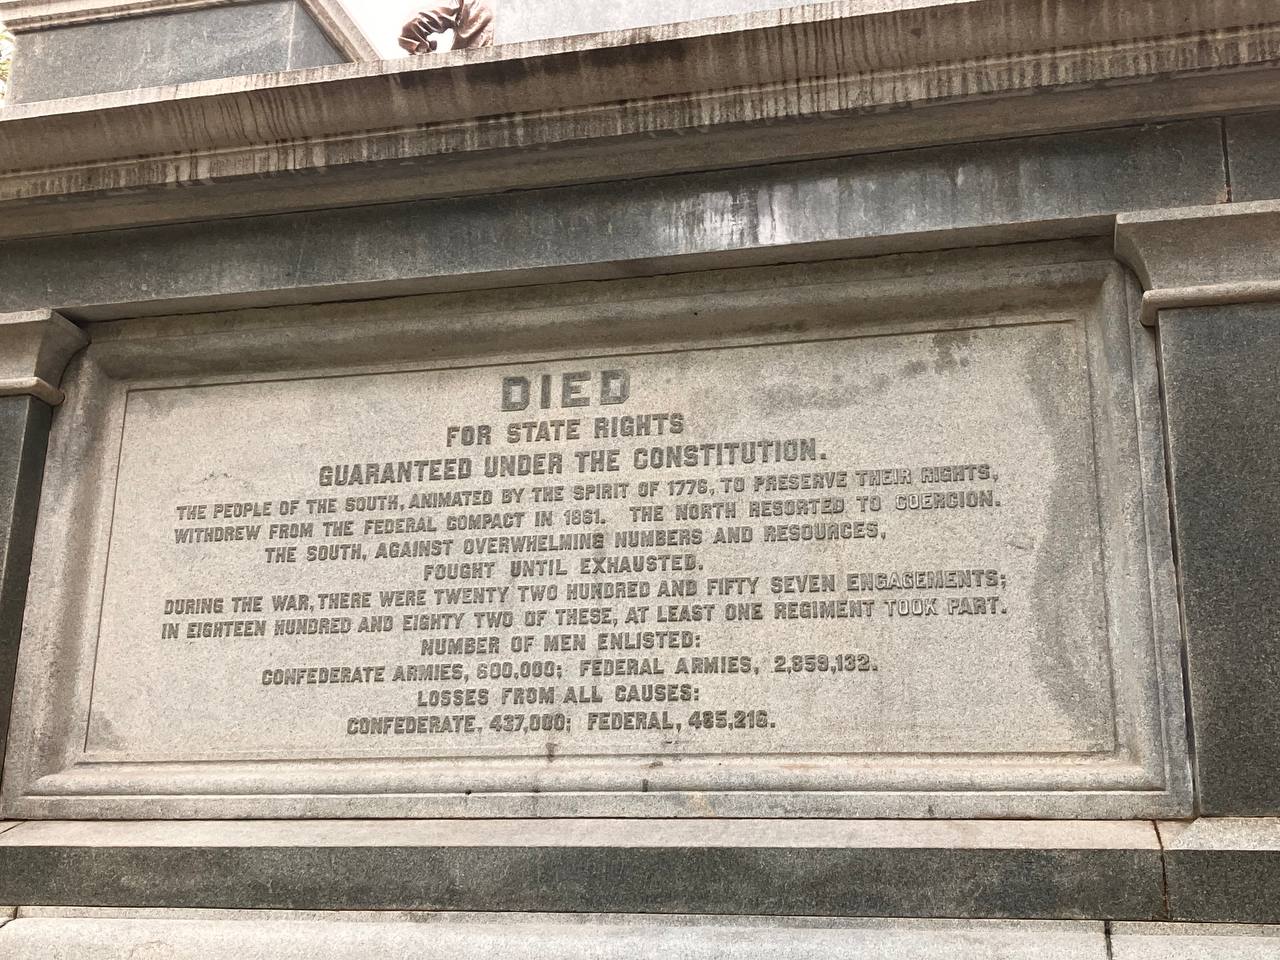 DIED
FOR STATE RIGHTS
GUARANTEED UNDER THE CONSTITUTION.
THE PEOPLE OF THE SOUTH, ANIMATED BY THE SPIRIT OF 1776, TO PRESERVE THEIR RIGHTS,
WITHDREW FROM THE FEDERAL COMPACT IN 1861. THE NORTH RESORTED TO COERCION.
THE SOUTH, AGAINST OVERWHELMING NUMBERS AND RESOURCES,
FOUGHT UNTIL EXHAUSTED.
DURING THE WAR, THERE WERE TWENTY TWO HUNDRED AND FIFTY SEVEN ENGAGEMENTS;
IN EIGHTEEN HUNDRED AND EIGHTY TWO OF THESE, AT LEAST ONE REGIMENT TOOK PART.
NUMBER OF MEN ENLISTED:
CONFEDERATE ARMIES, 600,000; FEDERAL ARMIES, 2,859,132.
LOSSES FROM ALL CAUSES:
CONFEDERATE, 437,000; FEDERAL, 485,216.